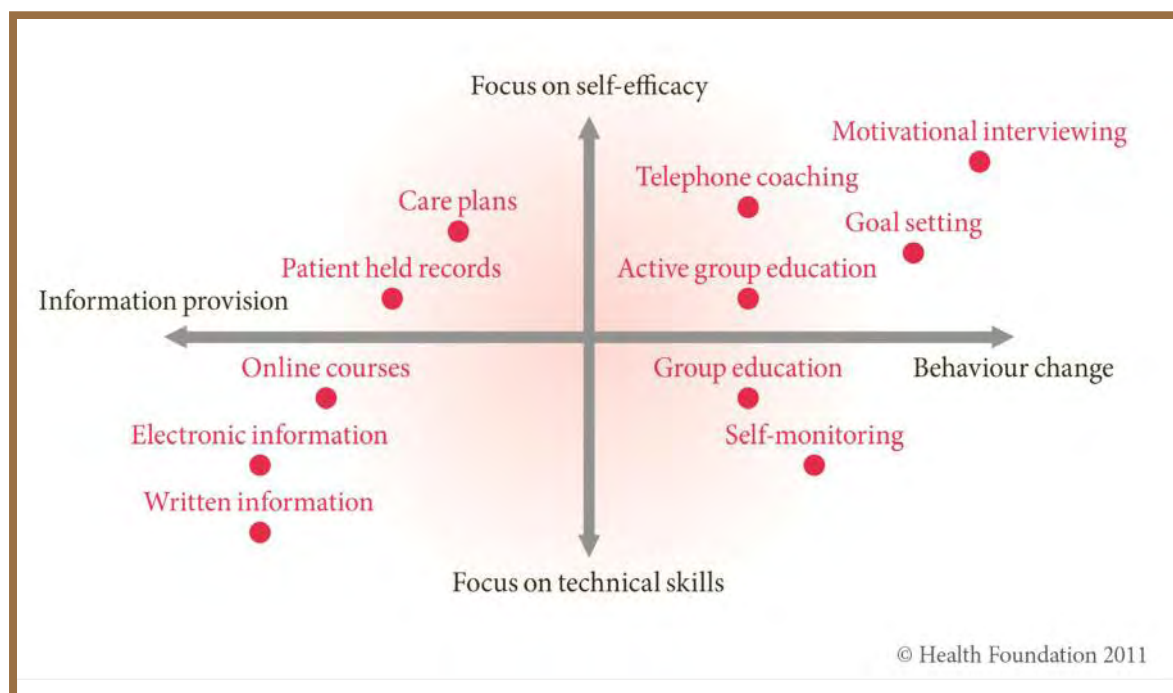 Focus on self-efficacy
Motivational interviewing
Telephone coaching
Care plans
Goal setting
Patient held records
Active group education
Information provision
Online courses
Group education
Behaviour change
Electronic information
Self-monitoring
Written information
Focus on technical skills
© Health Foundation 2011